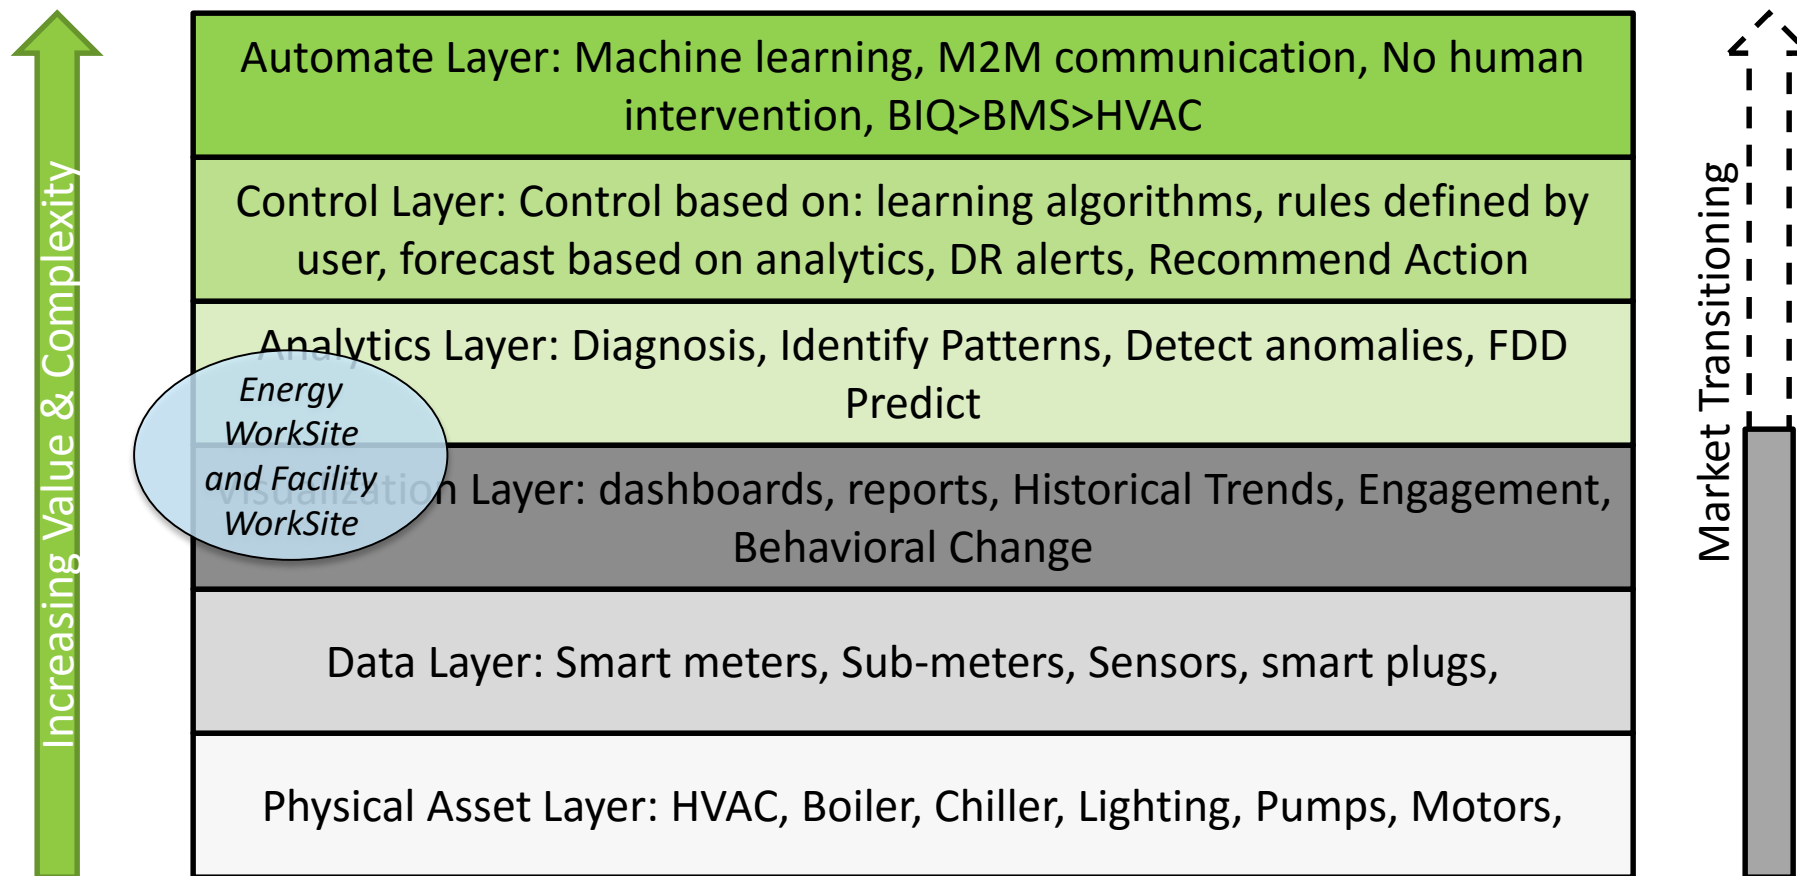 Increasing Value & Complexity
Automate Layer: Machine learning, M2M communication, No human
intervention, BIQ>BMS>HVAC
Control Layer: Control based on: learning algorithms, rules defined by
user, forecast based on analytics, DR alerts, Recommend Action
Analytics Layer: Diagnosis, Identify Patterns, Detect anomalies, FDD
Predict
Energy
WorkSite
and Facility
WorkSite
Visualization Layer: dashboards, reports, Historical Trends, Engagement,
Behavioral Change
Data Layer: Smart meters, Sub-meters, Sensors, smart plugs,
Physical Asset Layer: HVAC, Boiler, Chiller, Lighting, Pumps, Motors,
Market Transitioning